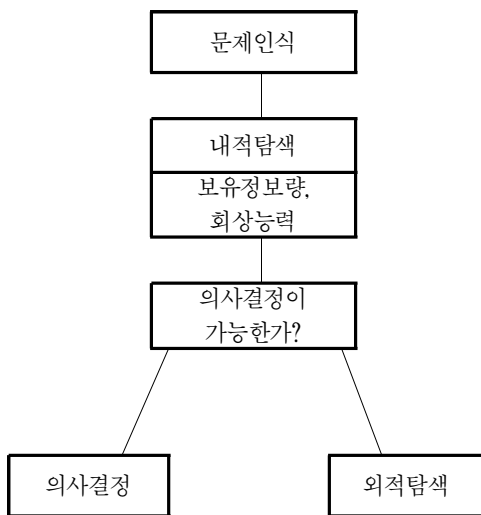 문제인식
내적탐색
보유정보량,
회상능력
의사결정이
가능한가?
의사결정
외적탐색